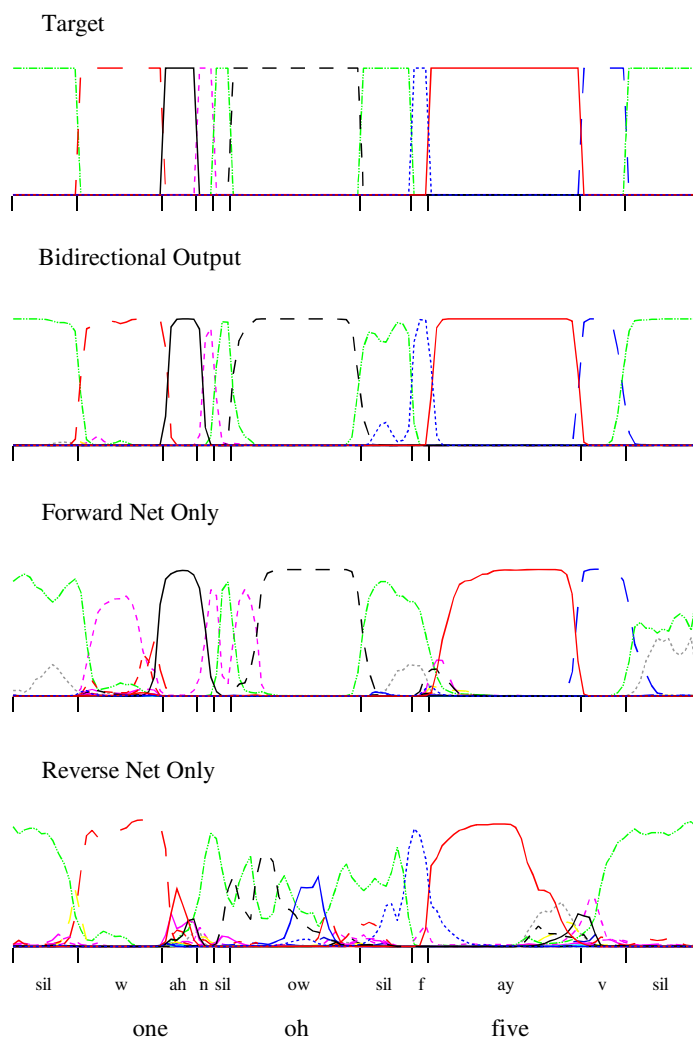 Target
Bidirectional Output
Forward Net Only
Reverse Net Only
sil w ah n sil ow sil f ay v sil
one oh five